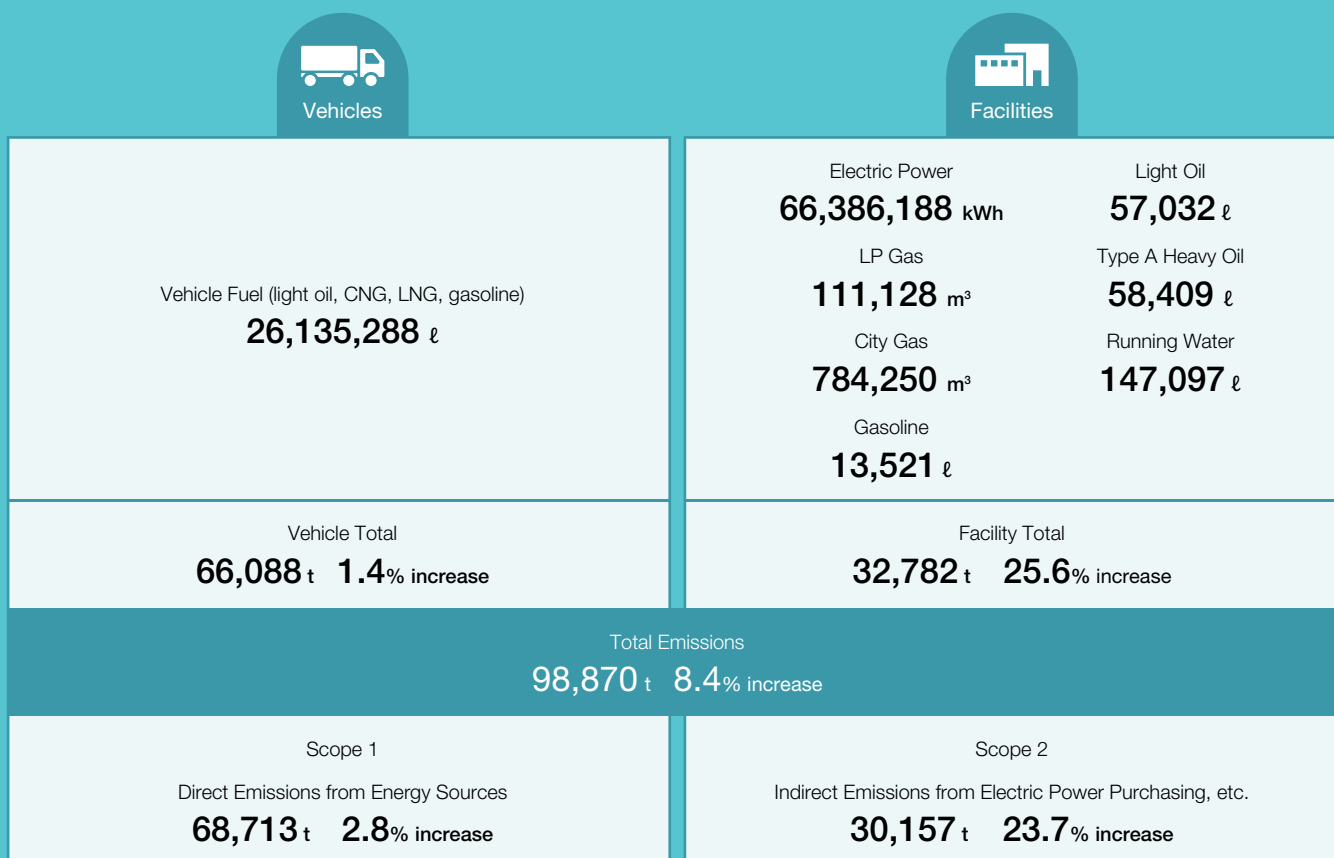 Vehicles
Facilities
Vehicle Fuel (light oil, CNG, LNG, gasoline)
26,135,288 ℓ
Electric Power
66,386,188 kWh
Light Oil
57,032 ℓ
LP Gas
111,128 m³
Type A Heavy Oil
58,409 ℓ
City Gas
784,250 m³
Running Water
147,097 ℓ
Gasoline
13,521 ℓ
Vehicle Total
66,088 t 1.4% increase
Facility Total
32,782 t 25.6% increase
Total Emissions
98,870 t 8.4% increase
Scope 1
Direct Emissions from Energy Sources
68,713 t 2.8% increase
Scope 2
Indirect Emissions from Electric Power Purchasing, etc.
30,157 t 23.7% increase